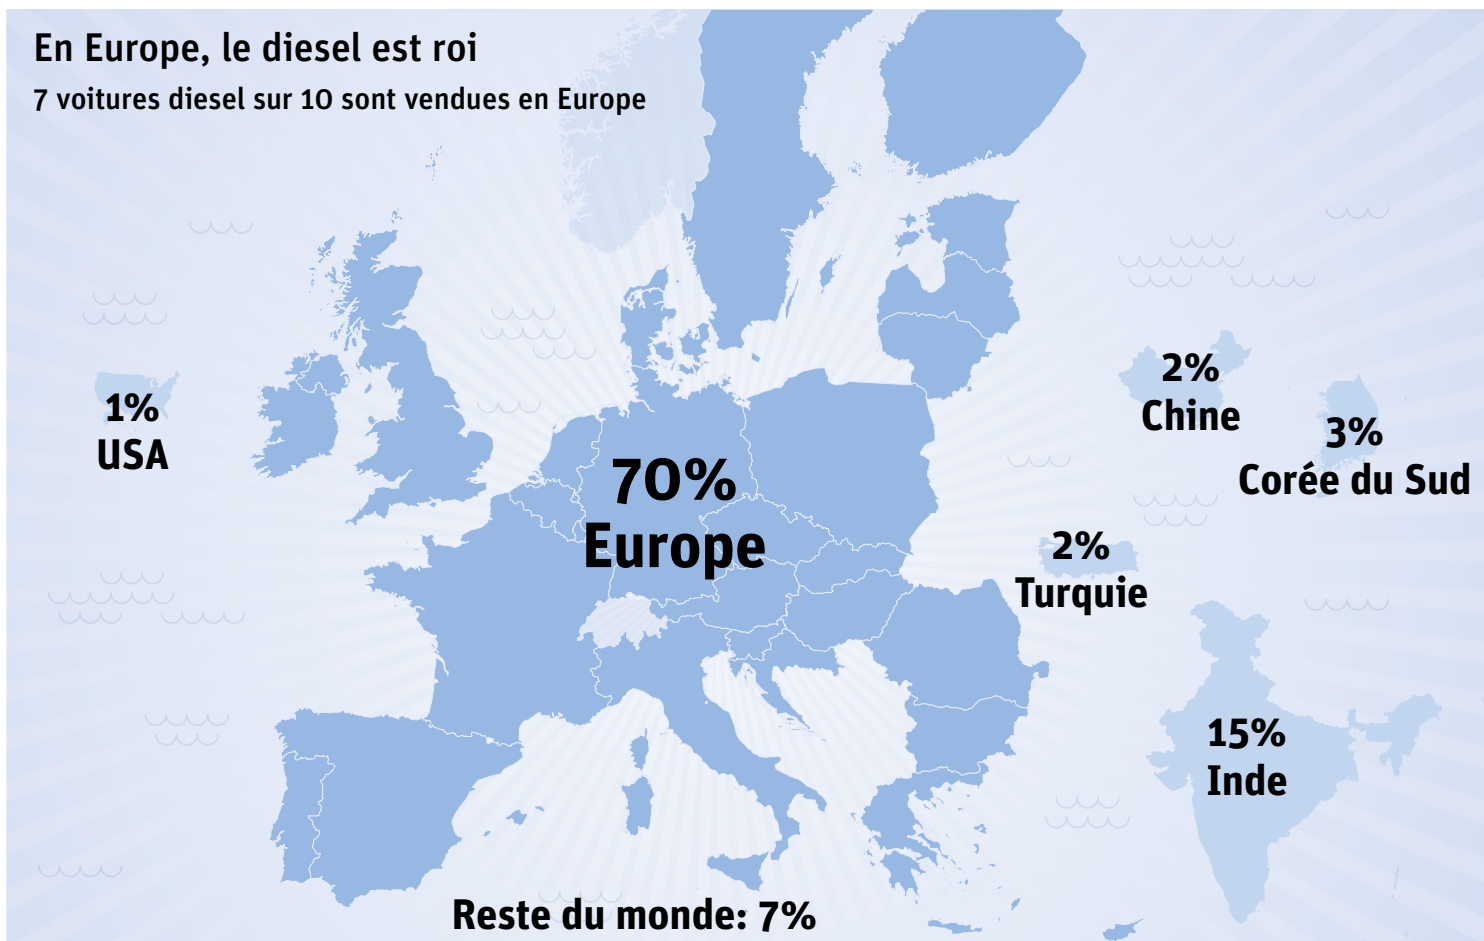 En Europe, le diesel est roi
7 voitures diesel sur 10 sont vendues en Europe
1%
USA
70%
Europe
2%
Chine
3%
Corée du Sud
2%
Turquie
15%
Inde
Reste du monde: 7%